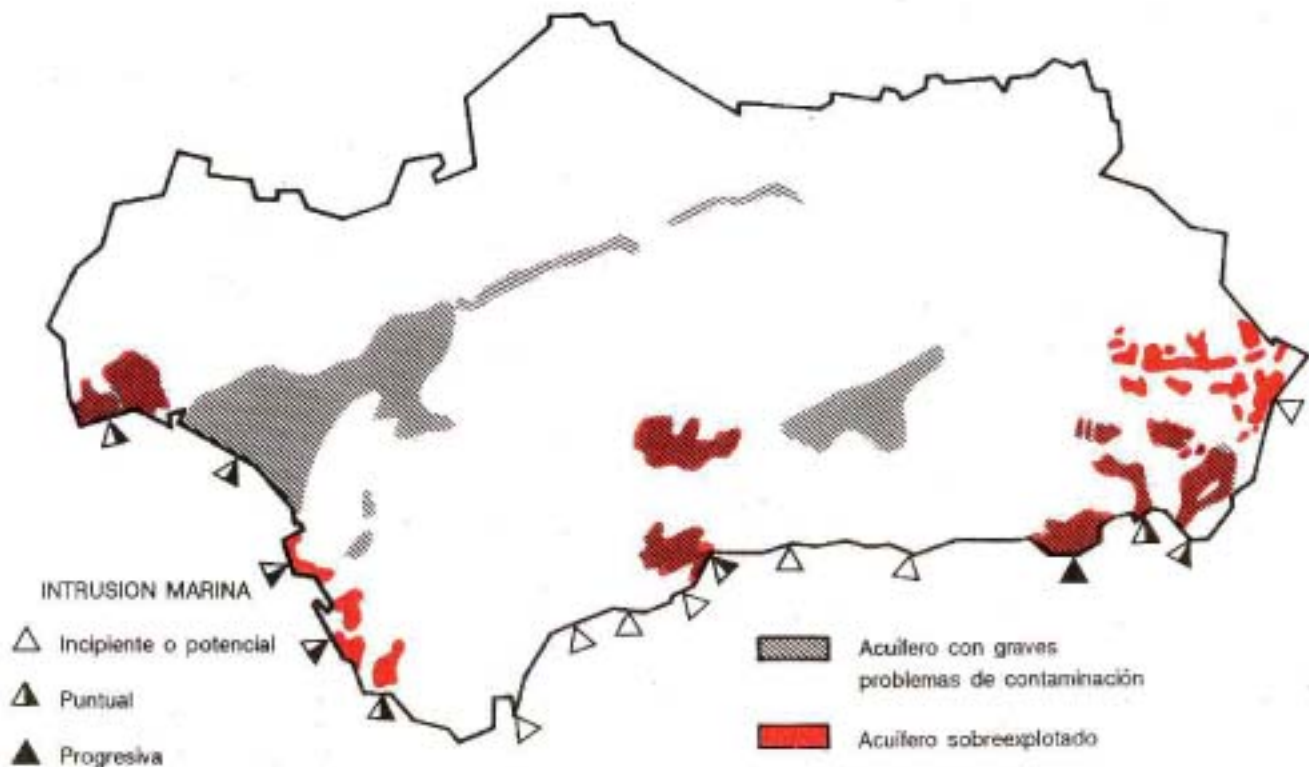 INTRUSION MARINA
Incipiente o potencial
Puntual
Progresiva
Acuífero con graves
problemas de contaminación
Acuífero sobreexplotado